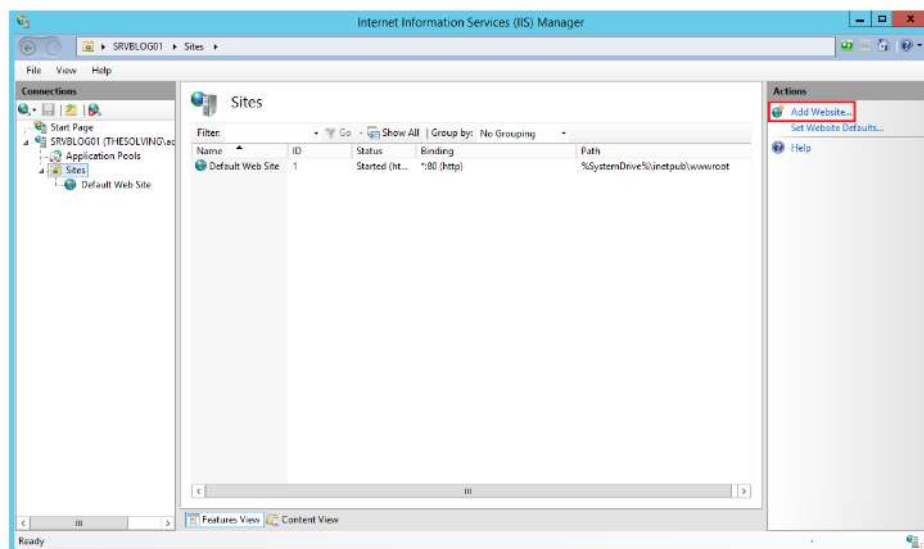 Internet Information Services (IIS) Manager
SRVBLOG01 Sites
File View Help
Connections
Start Page
SRVBLOG01 (THESOLVING\ac
Application Pools
Sites
Default Web Site
Sites
Filter: Go Show All Group by: No Grouping
Name ID Status Binding Path
Default Web Site 1 Started (ht... *:80 (http) %SystemDrive%\inetpub\wwwroot
Features View Content View
Actions
Add Website...
Set Website Defaults...
Help
Ready